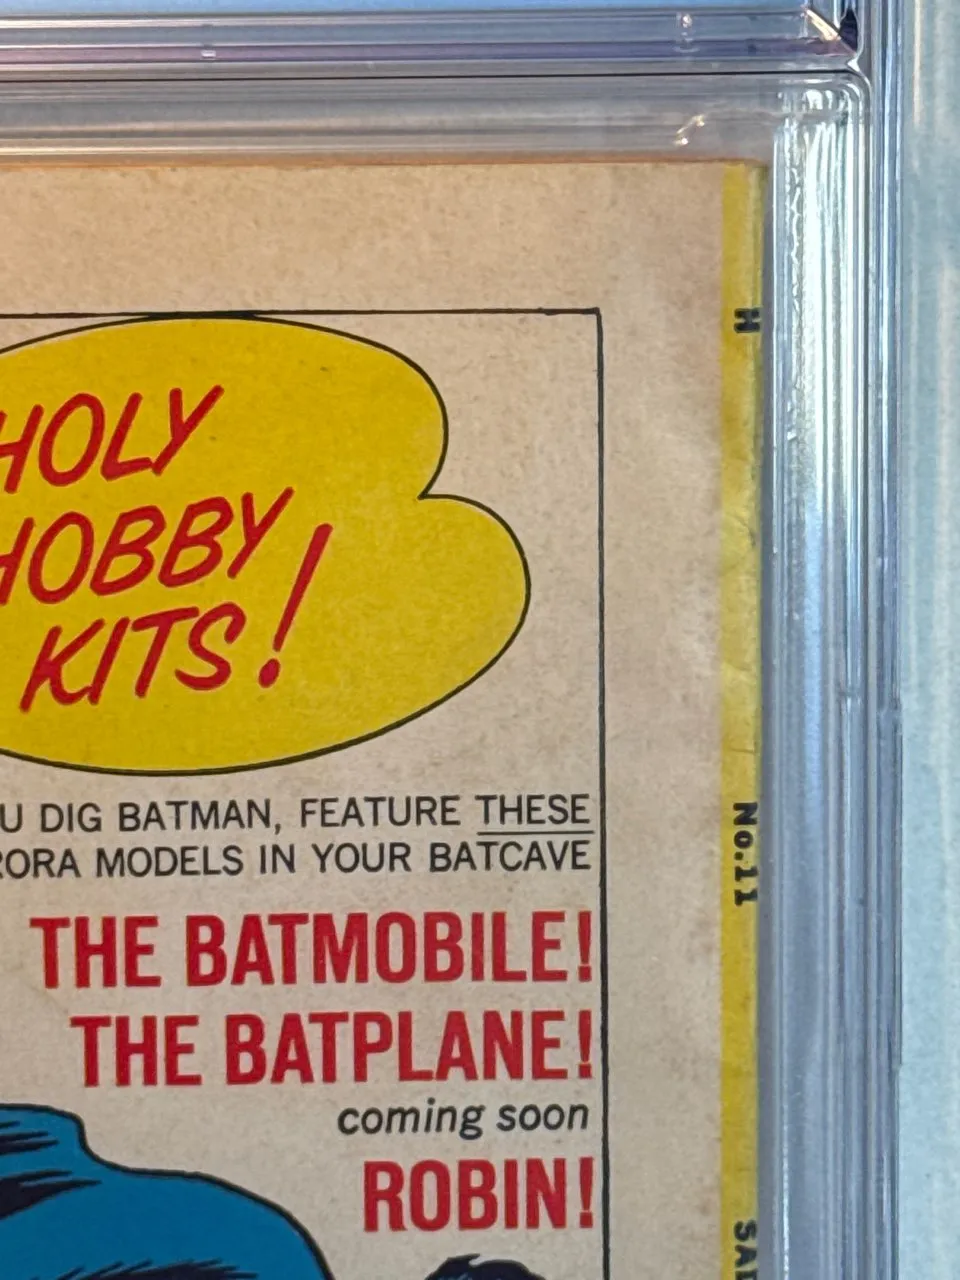 HOLY
HOBBY
KITS!
U DIG BATMAN, FEATURE THESE
RORA MODELS IN YOUR BATCAVE
THE BATMOBILE!
THE BATPLANE!
coming soon
ROBIN!
H
No.11